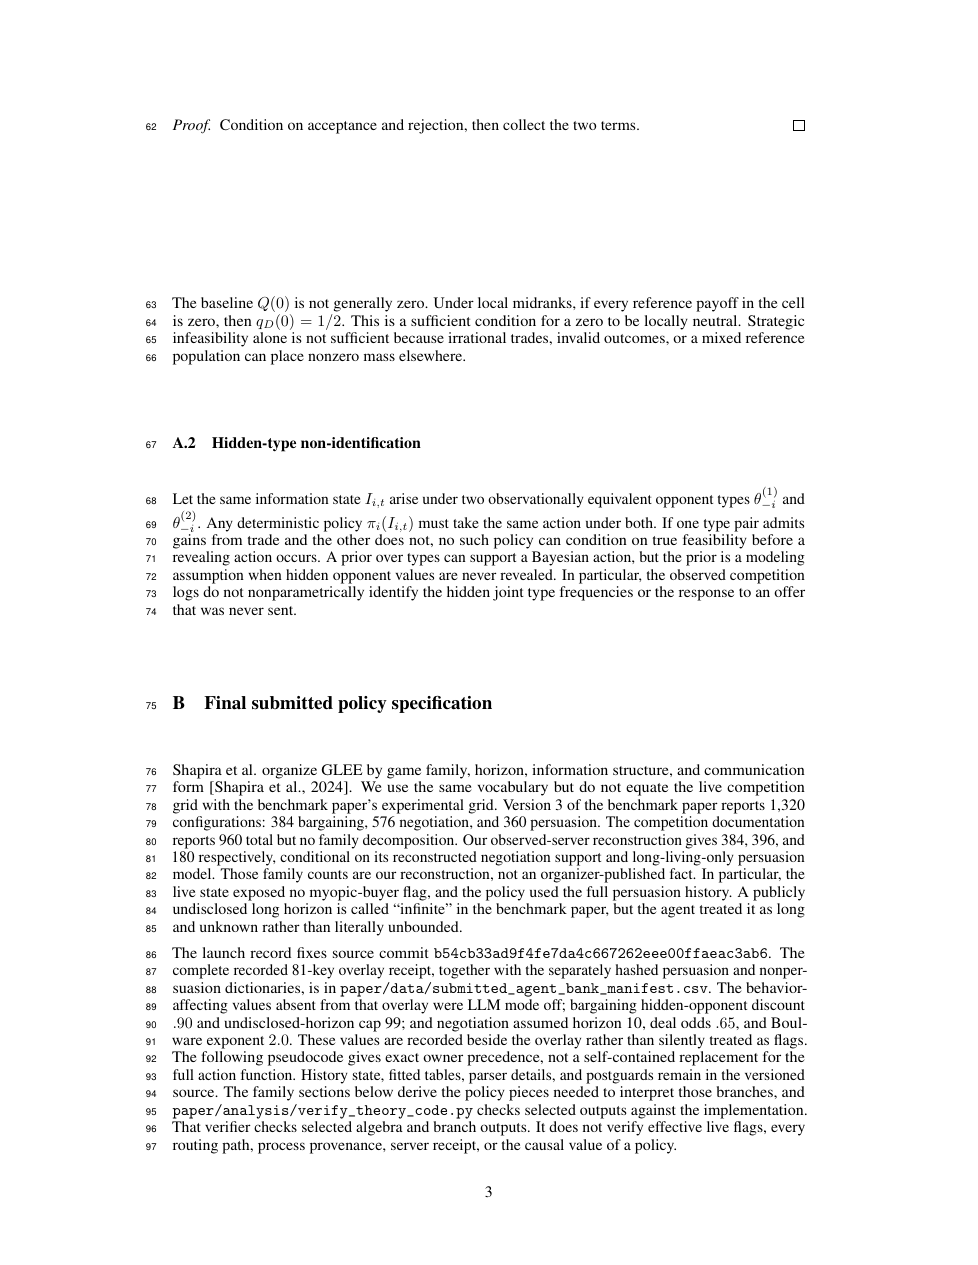 62 Proof. Condition on acceptance and rejection, then collect the two terms. □
63 The baseline Q(0) is not generally zero. Under local midranks, if every reference payoff in the cell
64 is zero, then q_D(0) = 1/2. This is a sufficient condition for a zero to be locally neutral. Strategic
65 infeasibility alone is not sufficient because irrational trades, invalid outcomes, or a mixed reference
66 population can place nonzero mass elsewhere.
67 A.2 Hidden-type non-identification
68 Let the same information state I_{i,t} arise under two observationally equivalent opponent types θ_{−i}^{(1)} and
69 θ_{−i}^{(2)}. Any deterministic policy π_i(I_{i,t}) must take the same action under both. If one type pair admits
70 gains from trade and the other does not, no such policy can condition on true feasibility before a
71 revealing action occurs. A prior over types can support a Bayesian action, but the prior is a modeling
72 assumption when hidden opponent values are never revealed. In particular, the observed competition
73 logs do not nonparametrically identify the hidden joint type frequencies or the response to an offer
74 that was never sent.
75 B Final submitted policy specification
76 Shapira et al. organize GLEE by game family, horizon, information structure, and communication
77 form [Shapira et al., 2024]. We use the same vocabulary but do not equate the live competition
78 grid with the benchmark paper's experimental grid. Version 3 of the benchmark paper reports 1,320
79 configurations: 384 bargaining, 576 negotiation, and 360 persuasion. The competition documentation
80 reports 960 total but no family decomposition. Our observed-server reconstruction gives 384, 396, and
81 180 respectively, conditional on its reconstructed negotiation support and long-living-only persuasion
82 model. Those family counts are our reconstruction, not an organizer-published fact. In particular, the
83 live state exposed no myopic-buyer flag, and the policy used the full persuasion history. A publicly
84 undisclosed long horizon is called “infinite” in the benchmark paper, but the agent treated it as long
85 and unknown rather than literally unbounded.
86 The launch record fixes source commit b54cb33ad9f4fe7da4c667262eee00ffaeac3ab6. The
87 complete recorded 81-key overlay receipt, together with the separately hashed persuasion and nonper-
88 suasion dictionaries, is in paper/data/submitted_agent_bank_manifest.csv. The behavior-
89 affecting values absent from that overlay were LLM mode off; bargaining hidden-opponent discount
90 .90 and undisclosed-horizon cap 99; and negotiation assumed horizon 10, deal odds .65, and Boul-
91 ware exponent 2.0. These values are recorded beside the overlay rather than silently treated as flags.
92 The following pseudocode gives exact owner precedence, not a self-contained replacement for the
93 full action function. History state, fitted tables, parser details, and postguards remain in the versioned
94 source. The family sections below derive the policy pieces needed to interpret those branches, and
95 paper/analysis/verify_theory_code.py checks selected outputs against the implementation.
96 That verifier checks selected algebra and branch outputs. It does not verify effective live flags, every
97 routing path, process provenance, server receipt, or the causal value of a policy.
3